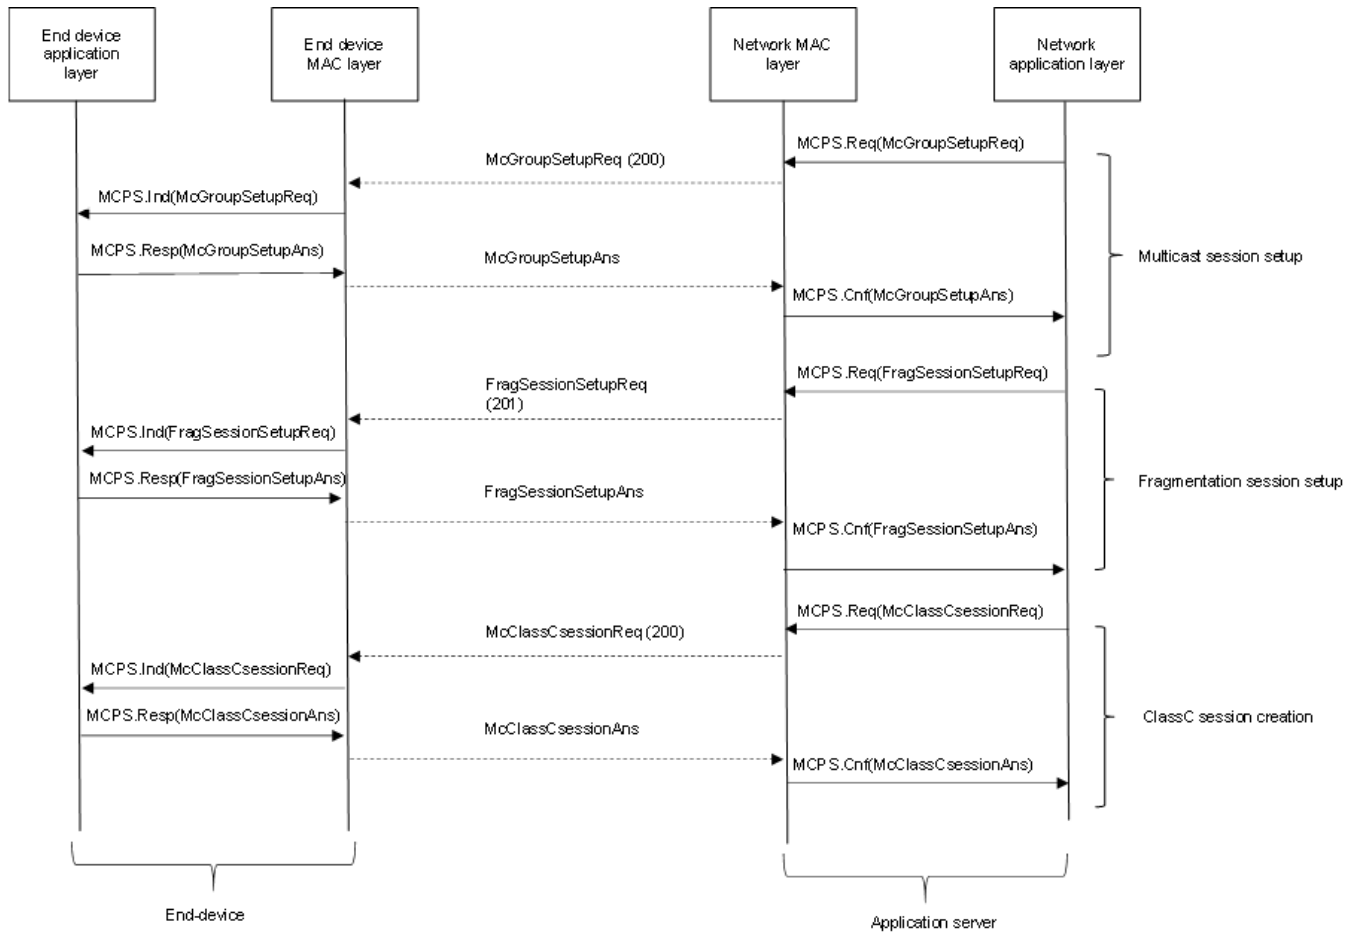 End device
application
layer
End device
MAC layer
Network MAC
layer
Network
application layer
MCPS.Req(McGroupSetupReq)
McGroupSetupReq (200)
MCPS.Ind(McGroupSetupReq)
MCPS.Resp(McGroupSetupAns)
McGroupSetupAns
Multicast session setup
MCPS.Cnf(McGroupSetupAns)
MCPS.Req(FragSessionSetupReq)
FragSessionSetupReq
(201)
MCPS.Ind(FragSessionSetupReq)
MCPS.Resp(FragSessionSetupAns)
FragSessionSetupAns
Fragmentation session setup
MCPS.Cnf(FragSessionSetupAns)
MCPS.Req(McClassCsessionReq)
McClassCsessionReq (200)
MCPS.Ind(McClassCsessionReq)
MCPS.Resp(McClassCsessionAns)
McClassCsessionAns
ClassC session creation
MCPS.Cnf(McClassCsessionAns)
End-device
Application server